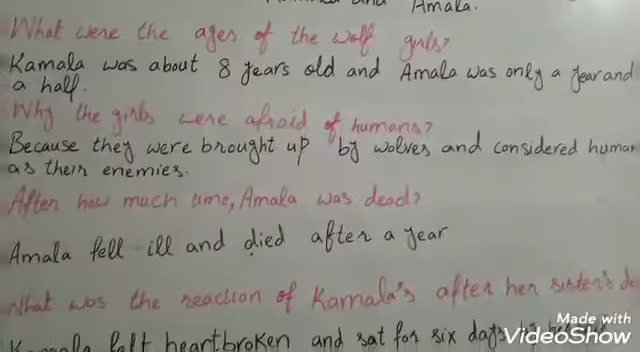 and Amala.
What were the ages of the wolf girls?
Kamala was about 8 years old and Amala was only a year and
a half.
Why the girls were afraid of humans?
Because they were brought up by wolves and considered human
as their enemies.
After how much time, Amala was dead?
Amala fell ill and died after a year
What was the reaction of Kamala's after her sister's
felt heartbroken and sat for six days
Made with
VideoShow